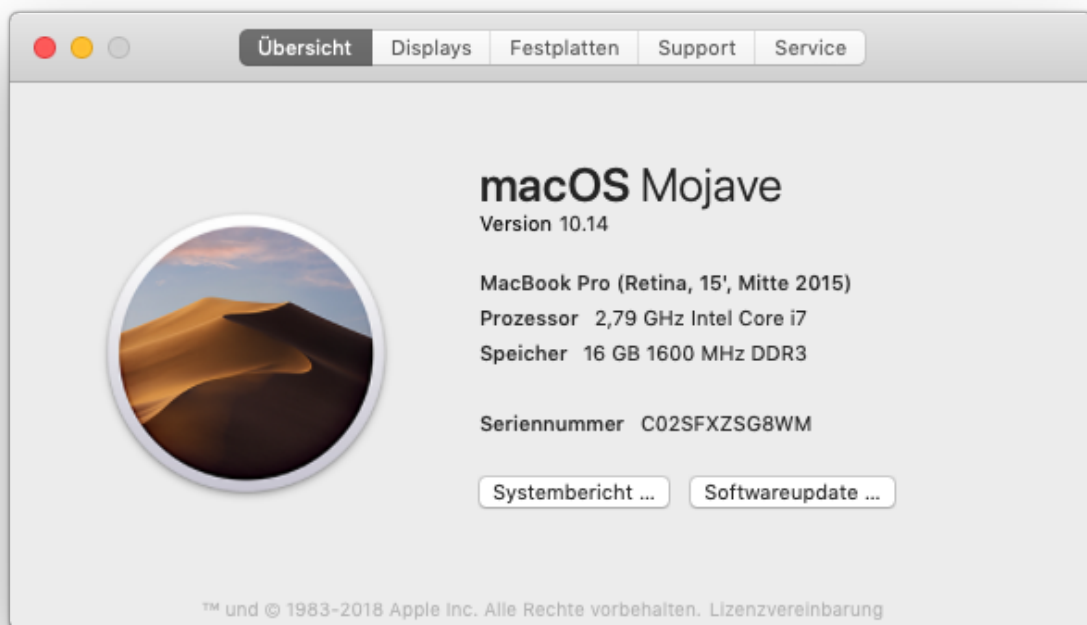 Übersicht Displays Festplatten Support Service
macOS Mojave
Version 10.14
MacBook Pro (Retina, 15', Mitte 2015)
Prozessor 2,79 GHz Intel Core i7
Speicher 16 GB 1600 MHz DDR3
Seriennummer C02SFXZSG8WM
Systembericht ... Softwareupdate ...
™ und © 1983-2018 Apple Inc. Alle Rechte vorbehalten. Lizenzvereinbarung